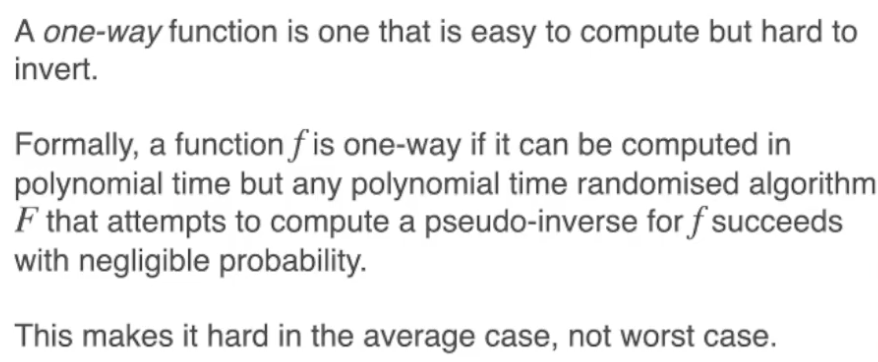 A one-way function is one that is easy to compute but hard to
invert.
Formally, a function f is one-way if it can be computed in
polynomial time but any polynomial time randomised algorithm
F that attempts to compute a pseudo-inverse for f succeeds
with negligible probability.
This makes it hard in the average case, not worst case.